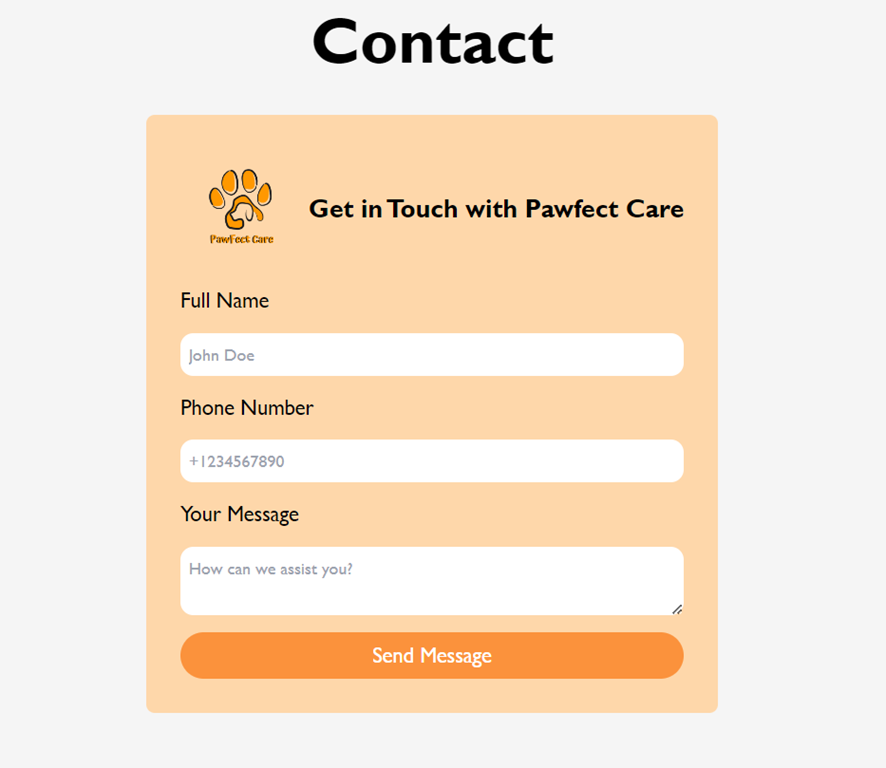 Contact
PawFect Care
Get in Touch with Pawfect Care
Full Name
John Doe
Phone Number
+1234567890
Your Message
How can we assist you?
Send Message